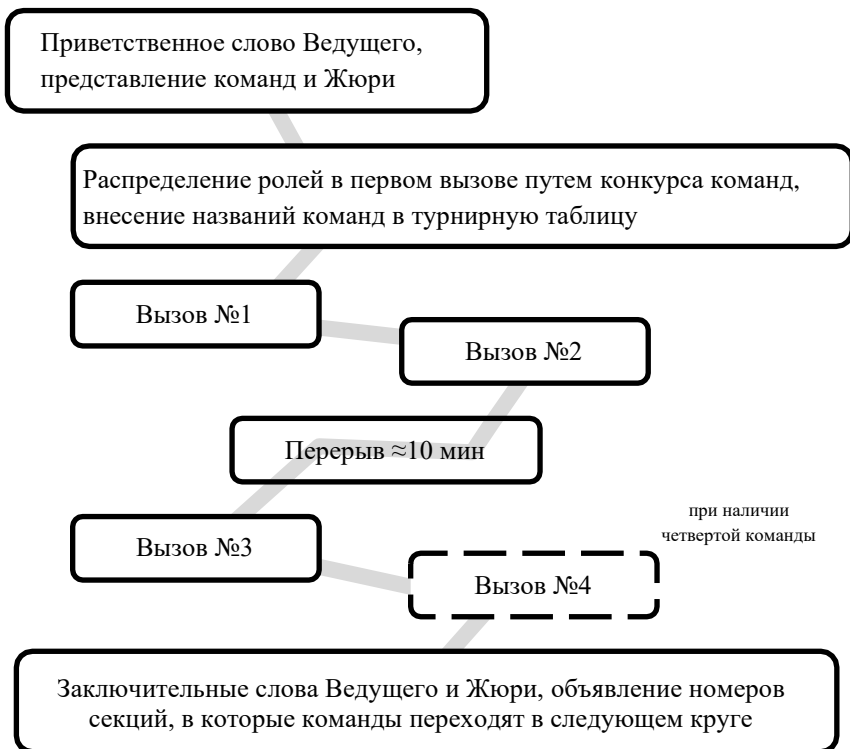 Приветственное слово Ведущего,
представление команд и Жюри
Распределение ролей в первом вызове путем конкурса команд,
внесение названий команд в турнирную таблицу
Вызов №1
Вызов №2
Перерыв ≈10 мин
Вызов №3
при наличии
четвертой команды
Вызов №4
Заключительные слова Ведущего и Жюри, объявление номеров
секций, в которые команды переходят в следующем круге